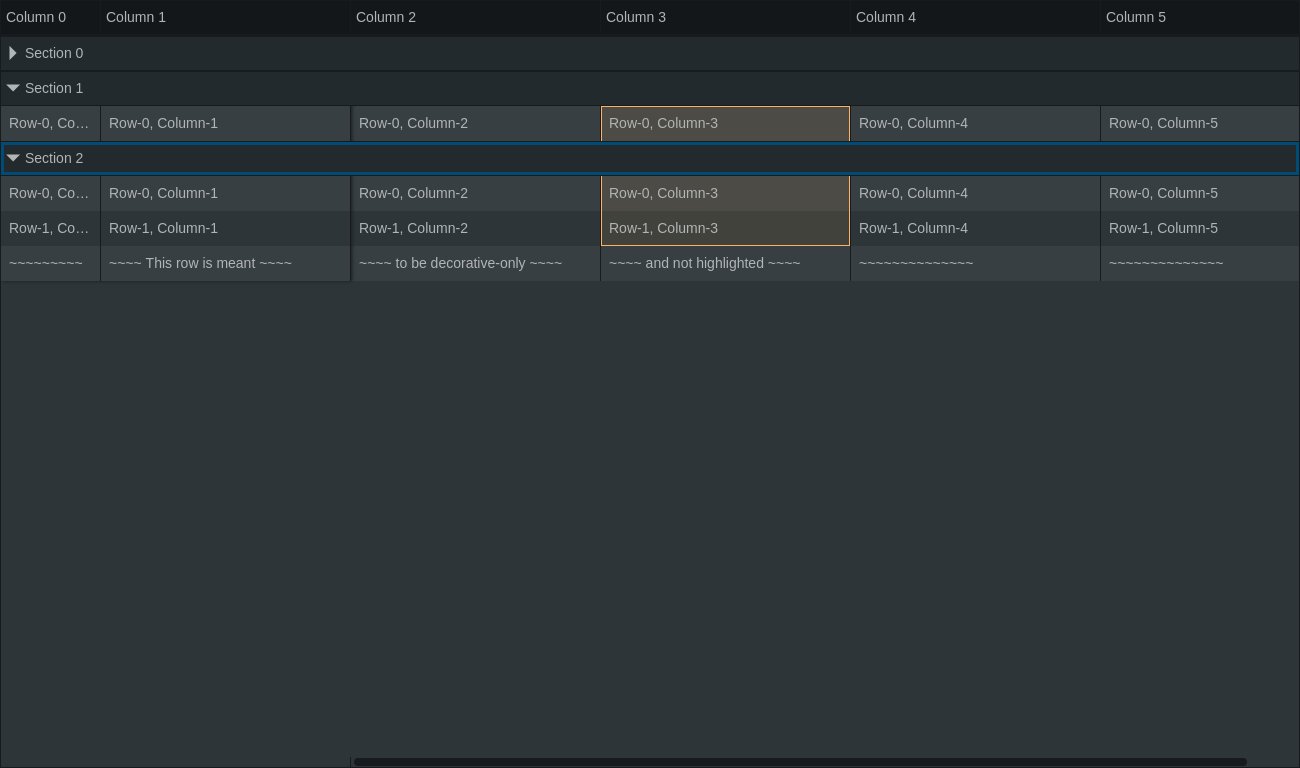 Column 0 Column 1 Column 2 Column 3 Column 4 Column 5
Section 0
Section 1
Row-0, Co… Row-0, Column-1 Row-0, Column-2 Row-0, Column-3 Row-0, Column-4 Row-0, Column-5
Section 2
Row-0, Co… Row-0, Column-1 Row-0, Column-2 Row-0, Column-3 Row-0, Column-4 Row-0, Column-5
Row-1, Co… Row-1, Column-1 Row-1, Column-2 Row-1, Column-3 Row-1, Column-4 Row-1, Column-5
~~~~~~~~~ ~~~~ This row is meant ~~~~ ~~~~ to be decorative-only ~~~~ ~~~~ and not highlighted ~~~~ ~~~~~~~~~~~~~~ ~~~~~~~~~~~~~~